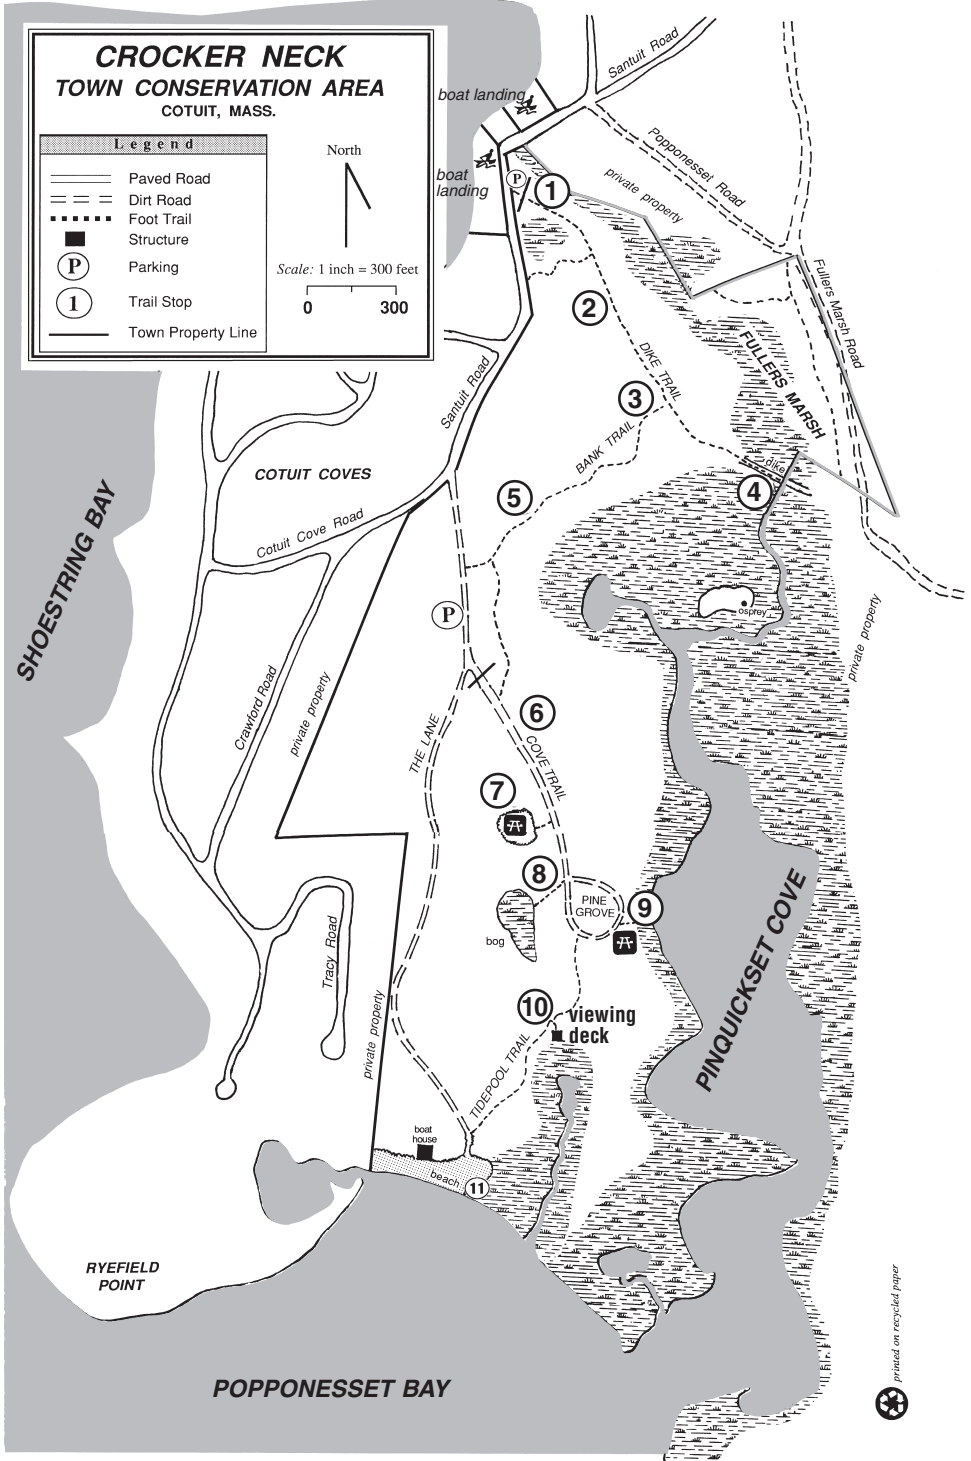 CROCKER NECK
TOWN CONSERVATION AREA
COTUIT, MASS.
Legend
Paved Road
Dirt Road
Foot Trail
Structure
P Parking
1 Trail Stop
Town Property Line
North
Scale: 1 inch = 300 feet
0 300
boat landing
boat
landing
Santuit Road
Popponesset Road
private property
P
1
Fullers Marsh Road
2
DIKE TRAIL
FULLERS MARSH
3
BANK TRAIL
dike
4
5
Santuit Road
COTUIT COVES
Cotuit Cove Road
SHOESTRING BAY
P
osprey
private property
Crawford Road
private property
THE LANE
6
COVE TRAIL
7
8
PINE
GROVE
9
bog
PINQUICKSET COVE
Tracy Road
private property
10
viewing
deck
TIDEPOOL TRAIL
boat
house
beach
11
RYEFIELD
POINT
POPPONESSET BAY
printed on recycled paper